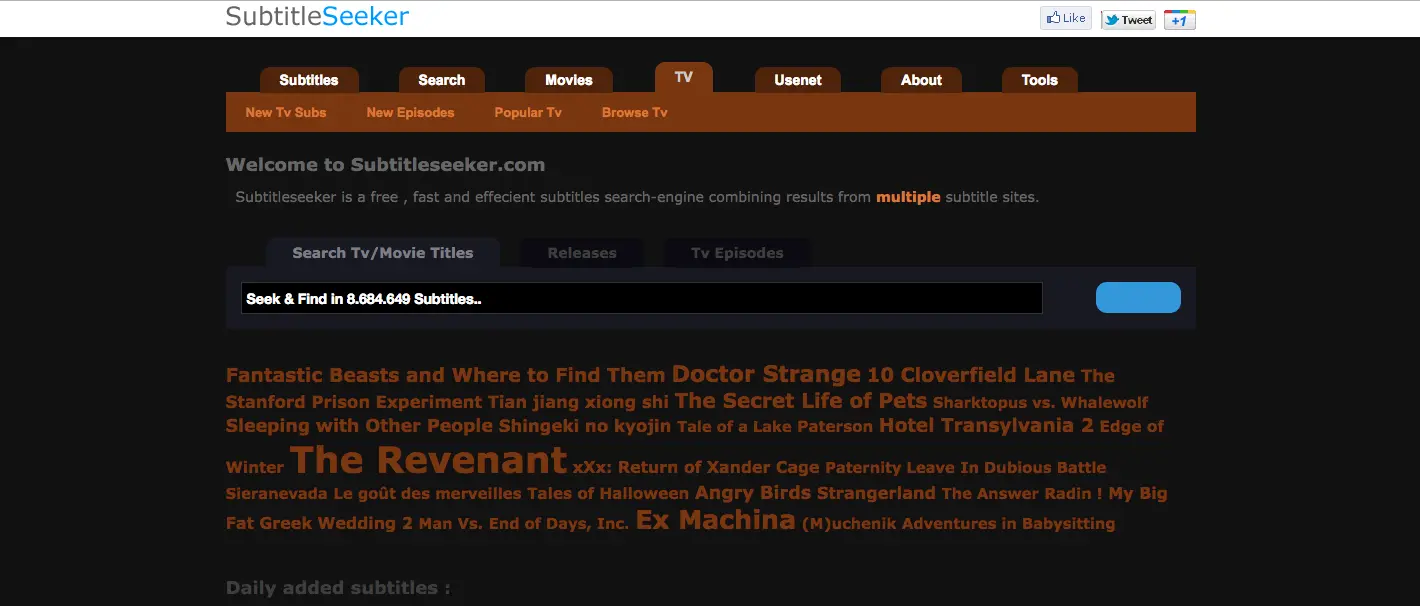 SubtitleSeeker
Like
Tweet
+1
Subtitles Search Movies TV Usenet About Tools
New Tv Subs New Episodes Popular Tv Browse Tv
Welcome to Subtitleseeker.com
Subtitleseeker is a free , fast and effecient subtitles search-engine combining results from multiple subtitle sites.
Search Tv/Movie Titles Releases Tv Episodes
Seek & Find in 8.684.649 Subtitles..
Fantastic Beasts and Where to Find Them Doctor Strange 10 Cloverfield Lane The
Stanford Prison Experiment Tian jiang xiong shi The Secret Life of Pets Sharktopus vs. Whalewolf
Sleeping with Other People Shingeki no kyojin Tale of a Lake Paterson Hotel Transylvania 2 Edge of
Winter The Revenant xXx: Return of Xander Cage Paternity Leave In Dubious Battle
Sieranevada Le goût des merveilles Tales of Halloween Angry Birds Strangerland The Answer Radin ! My Big
Fat Greek Wedding 2 Man Vs. End of Days, Inc. Ex Machina (M)uchenik Adventures in Babysitting
Daily added subtitles :